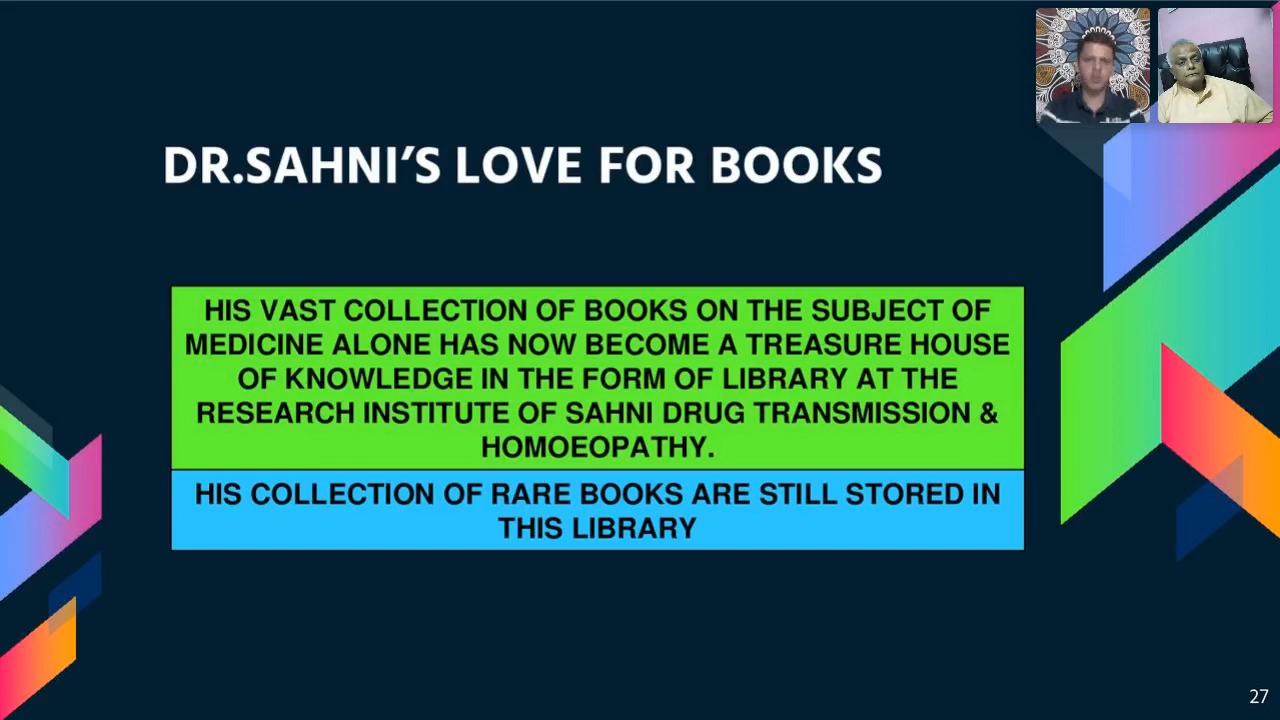 DR.SAHNI’S LOVE FOR BOOKS
HIS VAST COLLECTION OF BOOKS ON THE SUBJECT OF
MEDICINE ALONE HAS NOW BECOME A TREASURE HOUSE
OF KNOWLEDGE IN THE FORM OF LIBRARY AT THE
RESEARCH INSTITUTE OF SAHNI DRUG TRANSMISSION &
HOMOEOPATHY.
HIS COLLECTION OF RARE BOOKS ARE STILL STORED IN
THIS LIBRARY
27